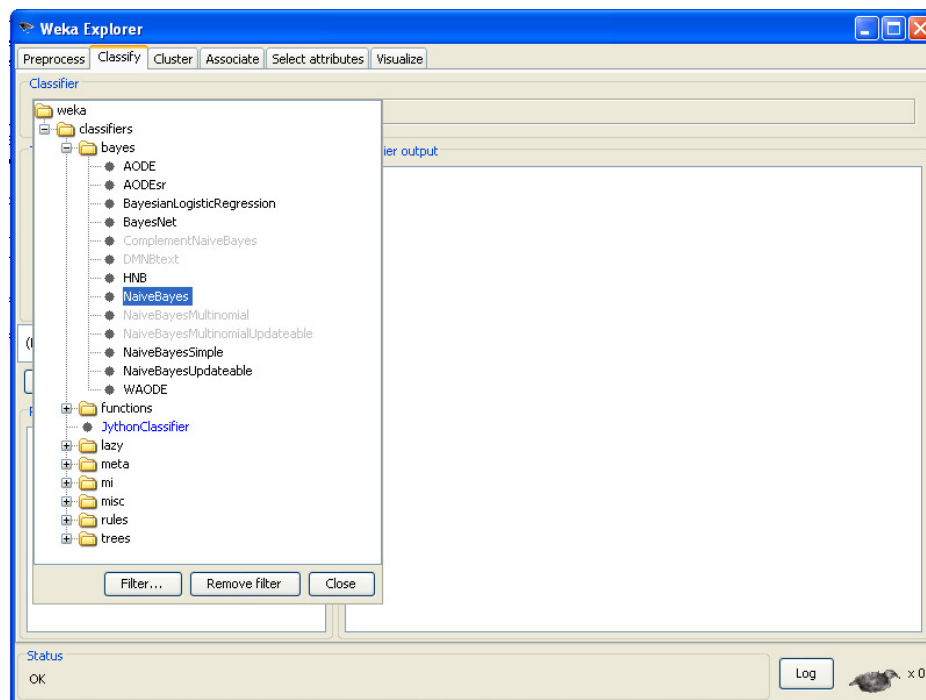 Weka Explorer
Preprocess Classify Cluster Associate Select attributes Visualize
Classifier
weka
classifiers
bayes
AODE
AODEsr
BayesianLogisticRegression
BayesNet
ComplementNaiveBayes
DMNBtext
HNB
NaiveBayes
NaiveBayesMultinomial
NaiveBayesMultinomialUpdateable
NaiveBayesSimple
NaiveBayesUpdateable
WAODE
functions
JythonClassifier
lazy
meta
mi
misc
rules
trees
Filter... Remove filter Close
output
Status
OK
Log x 0